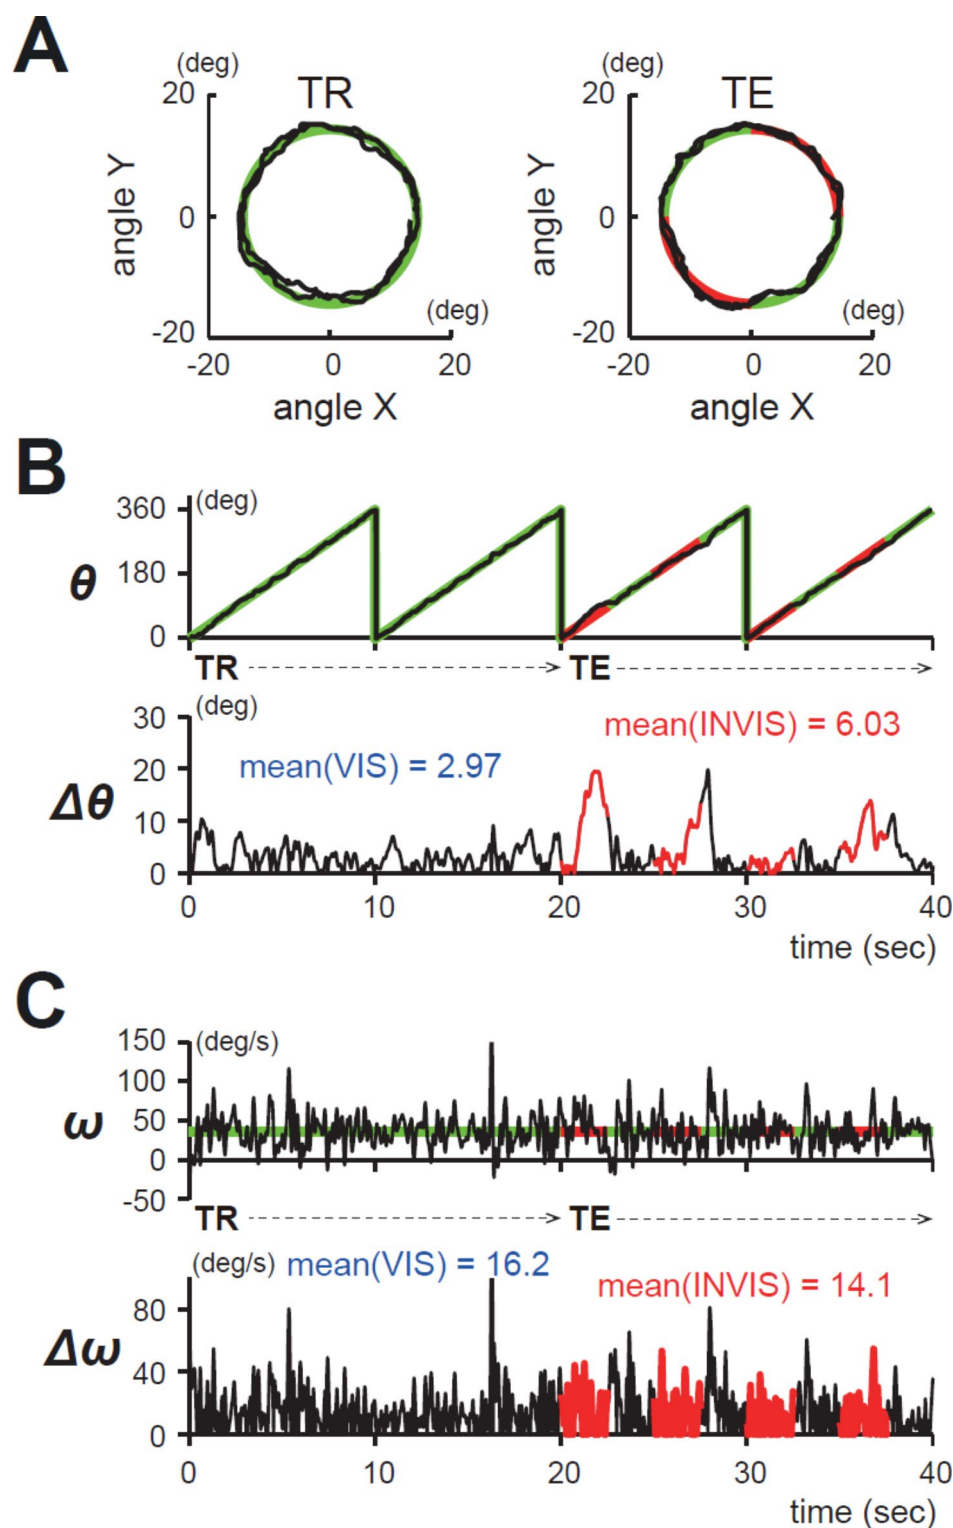 A
(deg)
20
TR
angle Y
0
-20
-20
0
20
(deg)
angle X
(deg)
20
TE
angle Y
0
-20
-20
0
20
(deg)
angle X
B
(deg)
360
180
0
θ
TR
TE
(deg)
30
20
10
0
Δθ
mean(VIS) = 2.97
mean(INVIS) = 6.03
0
10
20
30
40
time (sec)
C
(deg/s)
150
100
50
0
-50
ω
TR
TE
(deg/s)
mean(VIS) = 16.2
mean(INVIS) = 14.1
80
40
0
Δω
0
10
20
30
40
time (sec)